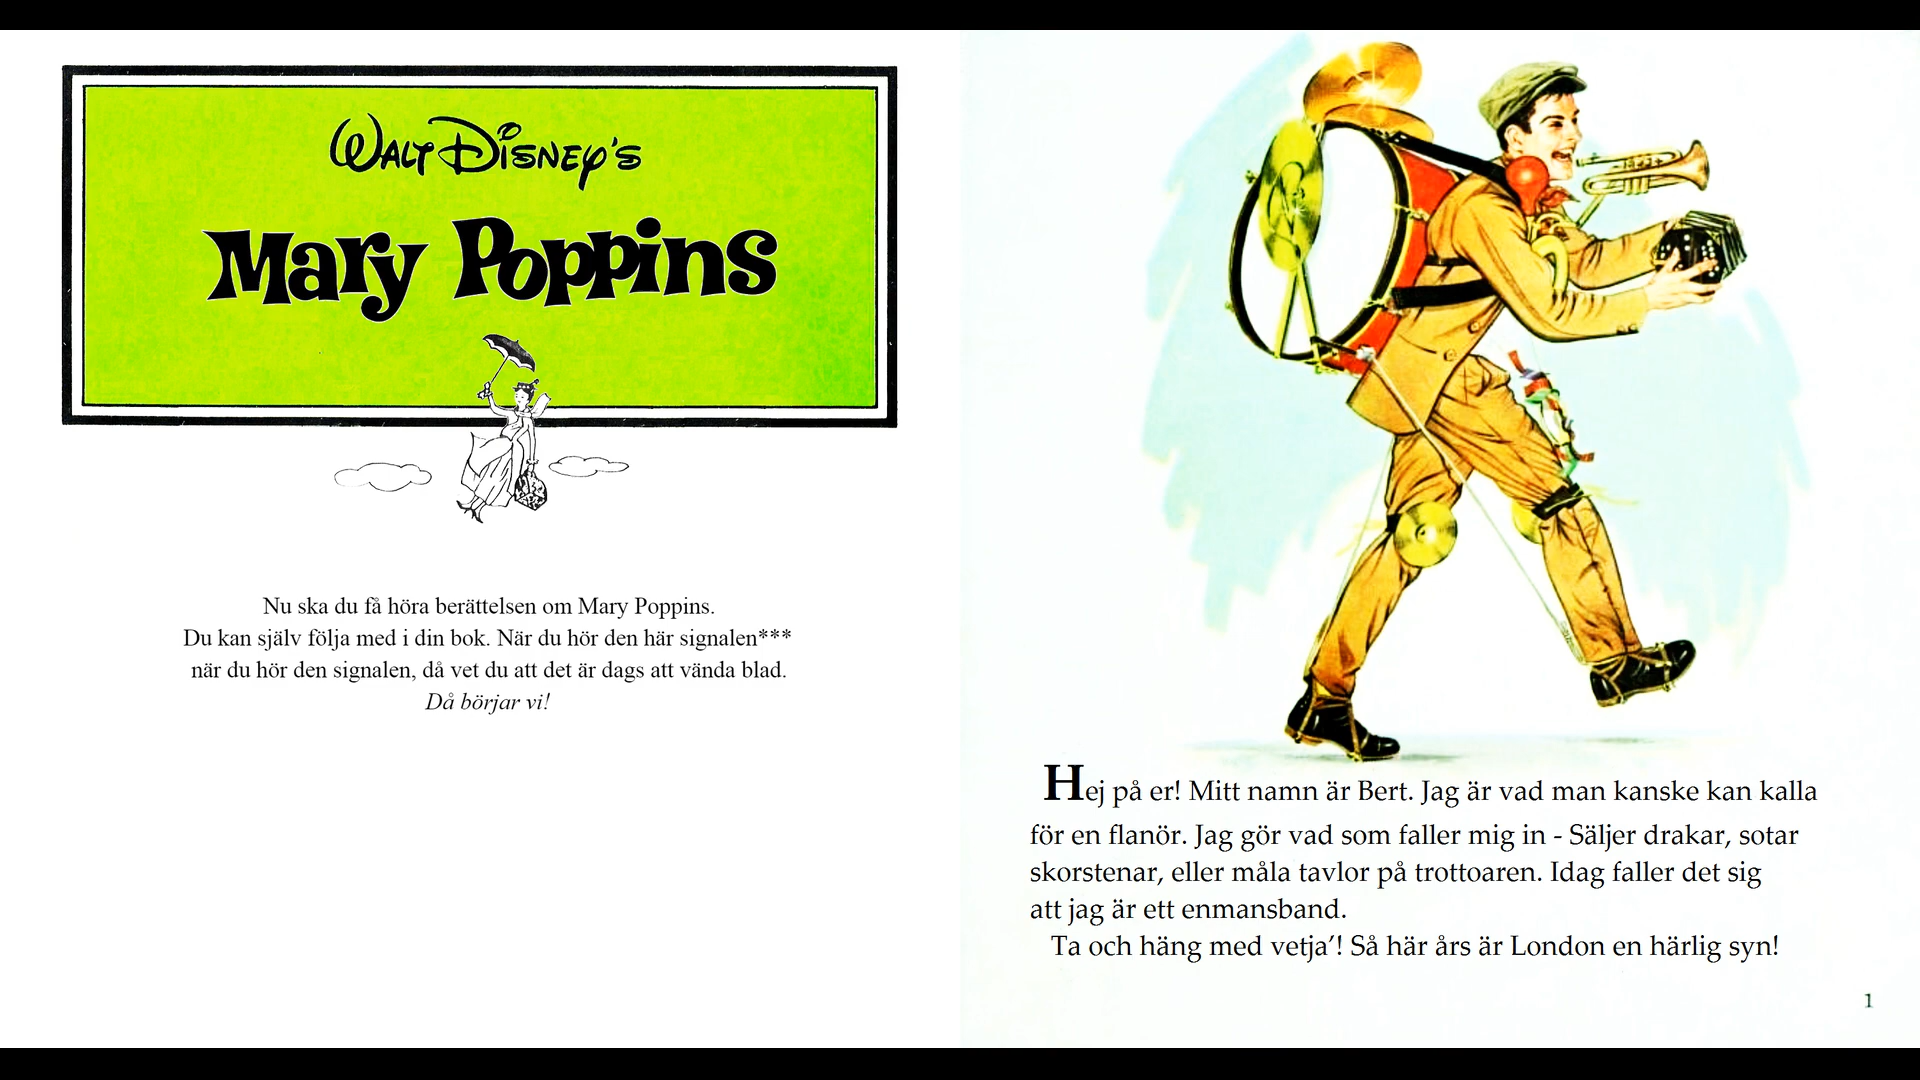 WALT DISNEY'S
Mary Poppins
Nu ska du få höra berättelsen om Mary Poppins.
Du kan själv följa med i din bok. När du hör den här signalen***
när du hör den signalen, då vet du att det är dags att vända blad.
Då börjar vi!
Hej på er! Mitt namn är Bert. Jag är vad man kanske kan kalla
för en flanör. Jag gör vad som faller mig in - Säljer drakar, sotar
skorstenar, eller måla tavlor på trottoaren. Idag faller det sig
att jag är ett enmansband.
Ta och häng med vetja’! Så här års är London en härlig syn!
1